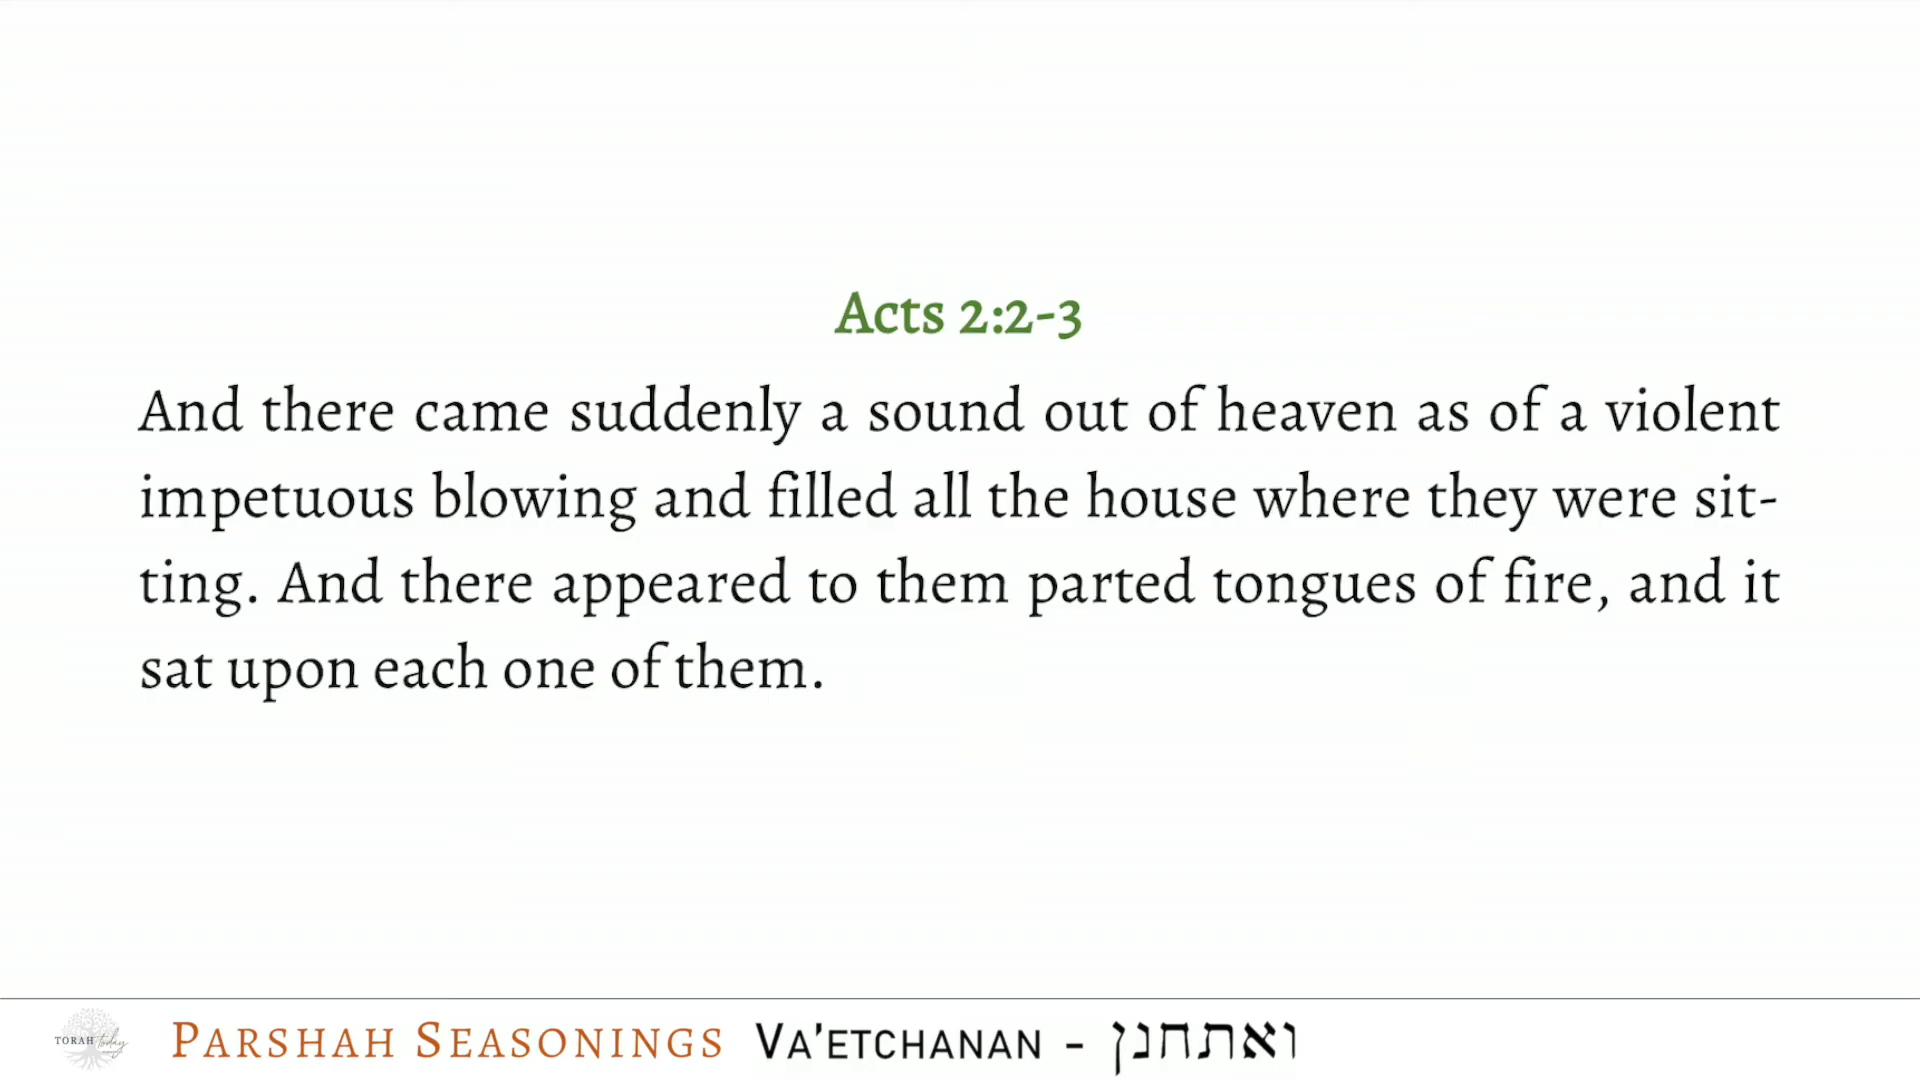 Acts 2:2-3
And there came suddenly a sound out of heaven as of a violent
impetuous blowing and filled all the house where they were sit-
ting. And there appeared to them parted tongues of fire, and it
sat upon each one of them.
TORAH today
PARSHAH SEASONINGS VA'ETCHANAN - ואתחנן